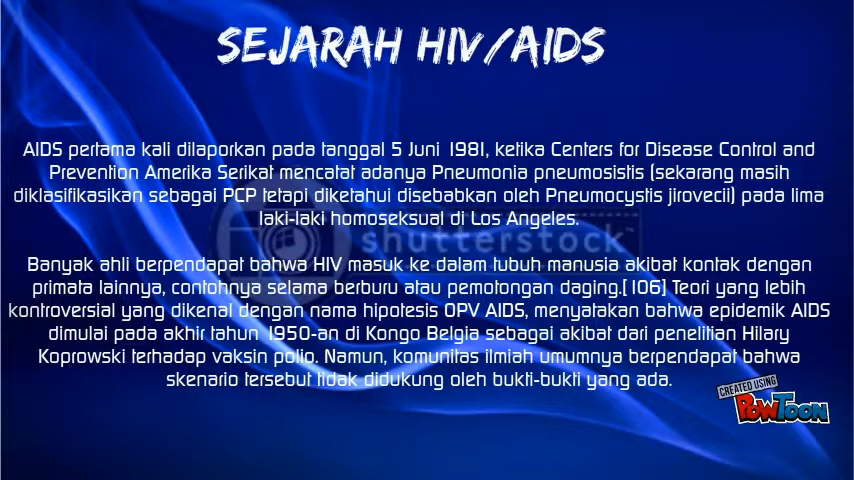 SEJARAH HIV/AIDS
AIDS pertama kali dilaporkan pada tanggal 5 Juni 1981, ketika Centers for Disease Control and
Prevention Amerika Serikat mencatat adanya Pneumonia pneumosistis (sekarang masih
diklasifikasikan sebagai PCP tetapi diketahui disebabkan oleh Pneumocystis jirovecii) pada lima
laki-laki homoseksual di Los Angeles.
shutterstock
Banyak ahli berpendapat bahwa HIV masuk ke dalam tubuh manusia akibat kontak dengan
primata lainnya, contohnya selama berburu atau pemotongan daging.[106] Teori yang lebih
kontroversial yang dikenal dengan nama hipotesis OPV AIDS, menyatakan bahwa epidemik AIDS
dimulai pada akhir tahun 1950-an di Kongo Belgia sebagai akibat dari penelitian Hilary
Koprowski terhadap vaksin polio. Namun, komunitas ilmiah umumnya berpendapat bahwa
skenario tersebut tidak didukung oleh bukti-bukti yang ada.
CREATED USING
POWTOON